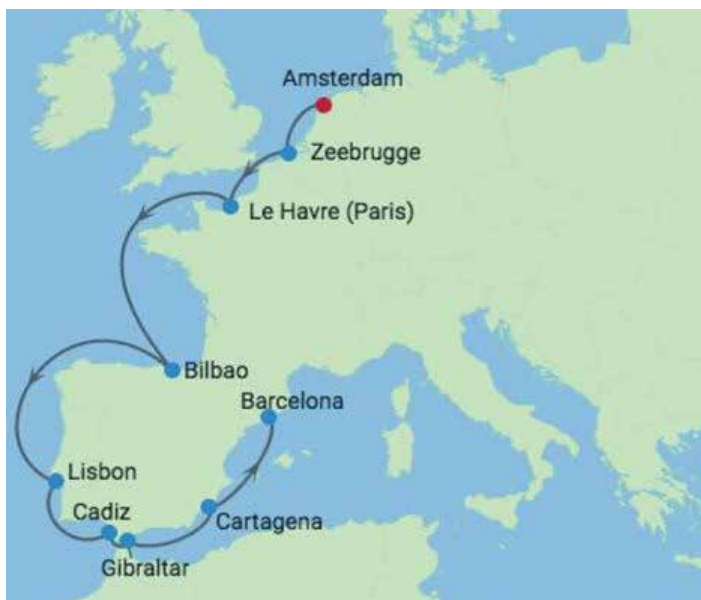 Amsterdam
Zeebrugge
Le Havre (Paris)
Bilbao
Barcelona
Lisbon
Cadiz
Cartagena
Gibraltar